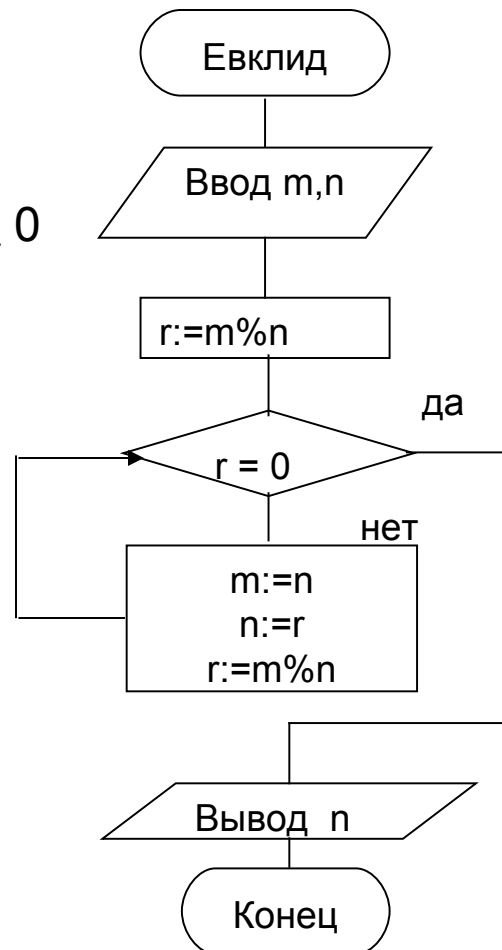 Евклид
Ввод m,n
0
r:=m%n
да
r = 0
нет
m:=n
n:=r
r:=m%n
Вывод n
Конец